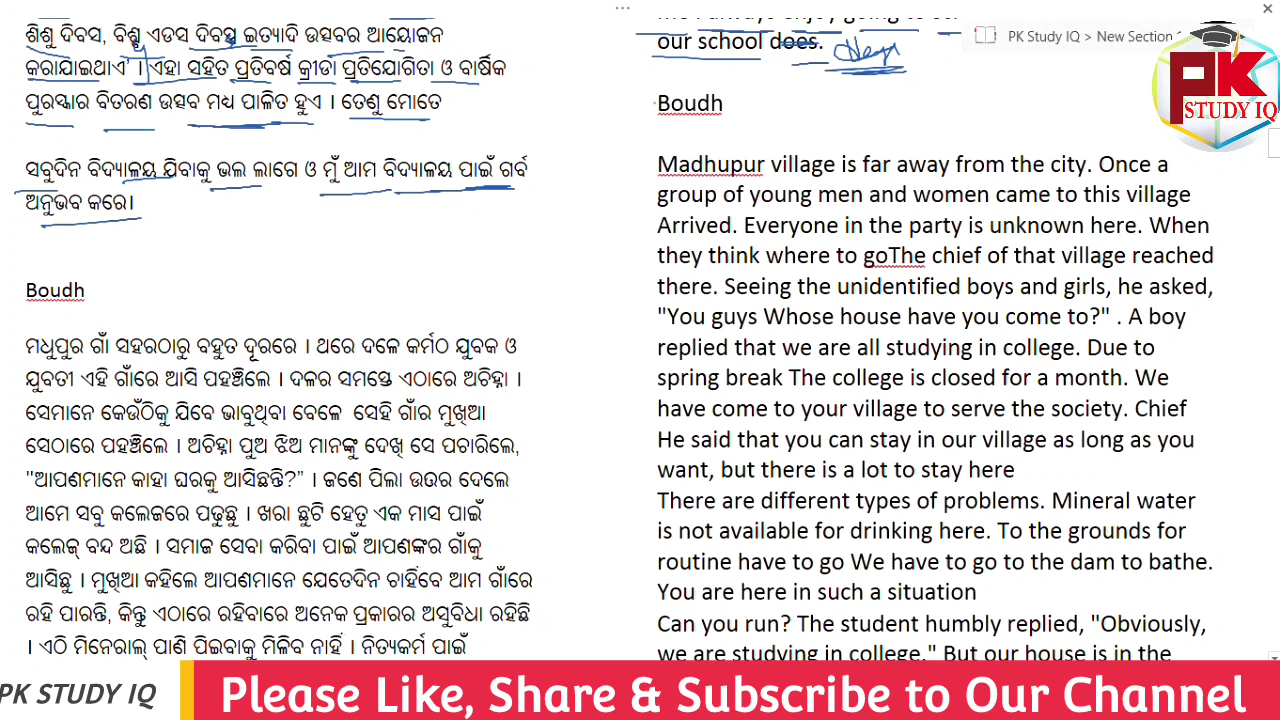 ଶିଶୁ ଦିବସ, ବିଶ୍ୱ ଏଡସ ଦିବସ ଇତ୍ୟାଦି ଉତ୍ସବର ଆୟୋଜନ
କରାଯାଇଥାଏ । ଏହା ସହିତ ପ୍ରତିବର୍ଷ କ୍ରୀଡା ପ୍ରତିଯୋଗିତା ଓ ବାର୍ଷିକ
ପୁରସ୍କାର ବିତରଣ ଉତ୍ସବ ମଧ୍ୟ ପାଳିତ ହୁଏ । ତେଣୁ ମୋତେ
ସବୁଦିନ ବିଦ୍ୟାଳୟ ଯିବାକୁ ଭଲ ଲାଗେ ଓ ମୁଁ ଆମ ବିଦ୍ୟାଳୟ ପାଇଁ ଗର୍ବ
ଅନୁଭବ କରେ।
Boudh
ମଧୁପୁର ଗାଁ ସହରଠାରୁ ବହୁତ ଦୂରରେ । ଥରେ ଦଳେ କର୍ମଠ ଯୁବକ ଓ
ଯୁବତୀ ଏହି ଗାଁରେ ଆସି ପହଞ୍ଚିଲେ । ଦଳର ସମସ୍ତେ ଏଠାରେ ଅଚିହ୍ନା ।
ସେମାନେ କେଉଁଠିକୁ ଯିବେ ଭାବୁଥିବା ବେଳେ ସେହି ଗାଁର ମୁଖିଆ
ସେଠାରେ ପହଞ୍ଚିଲେ । ଅଚିହ୍ନା ପୁଅ ଝିଅ ମାନଙ୍କୁ ଦେଖି ସେ ପଚାରିଲେ,
"ଆପଣମାନେ କାହା ଘରକୁ ଆସିଛନ୍ତି?” । ଜଣେ ପିଲା ଉତ୍ତର ଦେଲେ
ଆମେ ସବୁ କଲେଜରେ ପଢୁଛୁ । ଖରା ଛୁଟି ହେତୁ ଏକ ମାସ ପାଇଁ
କଲେଜ୍ ବନ୍ଦ ଅଛି । ସମାଜ ସେବା କରିବା ପାଇଁ ଆପଣଙ୍କର ଗାଁକୁ
ଆସିଛୁ । ମୁଖିଆ କହିଲେ ଆପଣମାନେ ଯେତେଦିନ ଚାହିଁବେ ଆମ ଗାଁରେ
ରହି ପାରନ୍ତି, କିନ୍ତୁ ଏଠାରେ ରହିବାରେ ଅନେକ ପ୍ରକାରର ଅସୁବିଧା ରହିଛି
। ଏଠି ମିନେରାଲ୍ ପାଣି ପିଇବାକୁ ମିଳିବ ନାହିଁ । ନିତ୍ୟକର୍ମ ପାଇଁ
our school does.
Boudh
Madhupur village is far away from the city. Once a
group of young men and women came to this village
Arrived. Everyone in the party is unknown here. When
they think where to goThe chief of that village reached
there. Seeing the unidentified boys and girls, he asked,
"You guys Whose house have you come to?" . A boy
replied that we are all studying in college. Due to
spring break The college is closed for a month. We
have come to your village to serve the society. Chief
He said that you can stay in our village as long as you
want, but there is a lot to stay here
There are different types of problems. Mineral water
is not available for drinking here. To the grounds for
routine have to go We have to go to the dam to bathe.
You are here in such a situation
Can you run? The student humbly replied, "Obviously,
we are studying in college." But our house is in the
PK Study IQ > New Section
PK
STUDY IQ
PK STUDY IQ
Please Like, Share & Subscribe to Our Channel